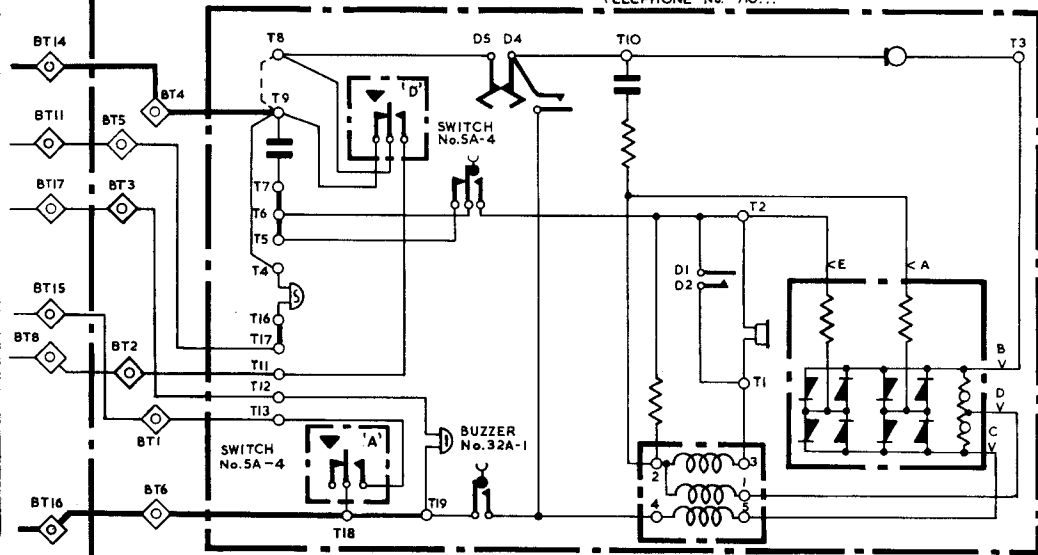 TELEPHONE No. 710...
BT14
T8
D5 D4
T10
T3
'D'
BT4
T9
BT11
BT5
SWITCH
No.5A-4
BT17
BT3
T7
T6
T2
T5
T4
D1
D2
E
A
BT15
T16
BT8
T17
B
BT2
T11
T1
D
T12
C
BT1
T13
'A'
BUZZER
No.32A-1
SWITCH
No.5A-4
2
3
1
BT16
BT6
T19
4
5
T18